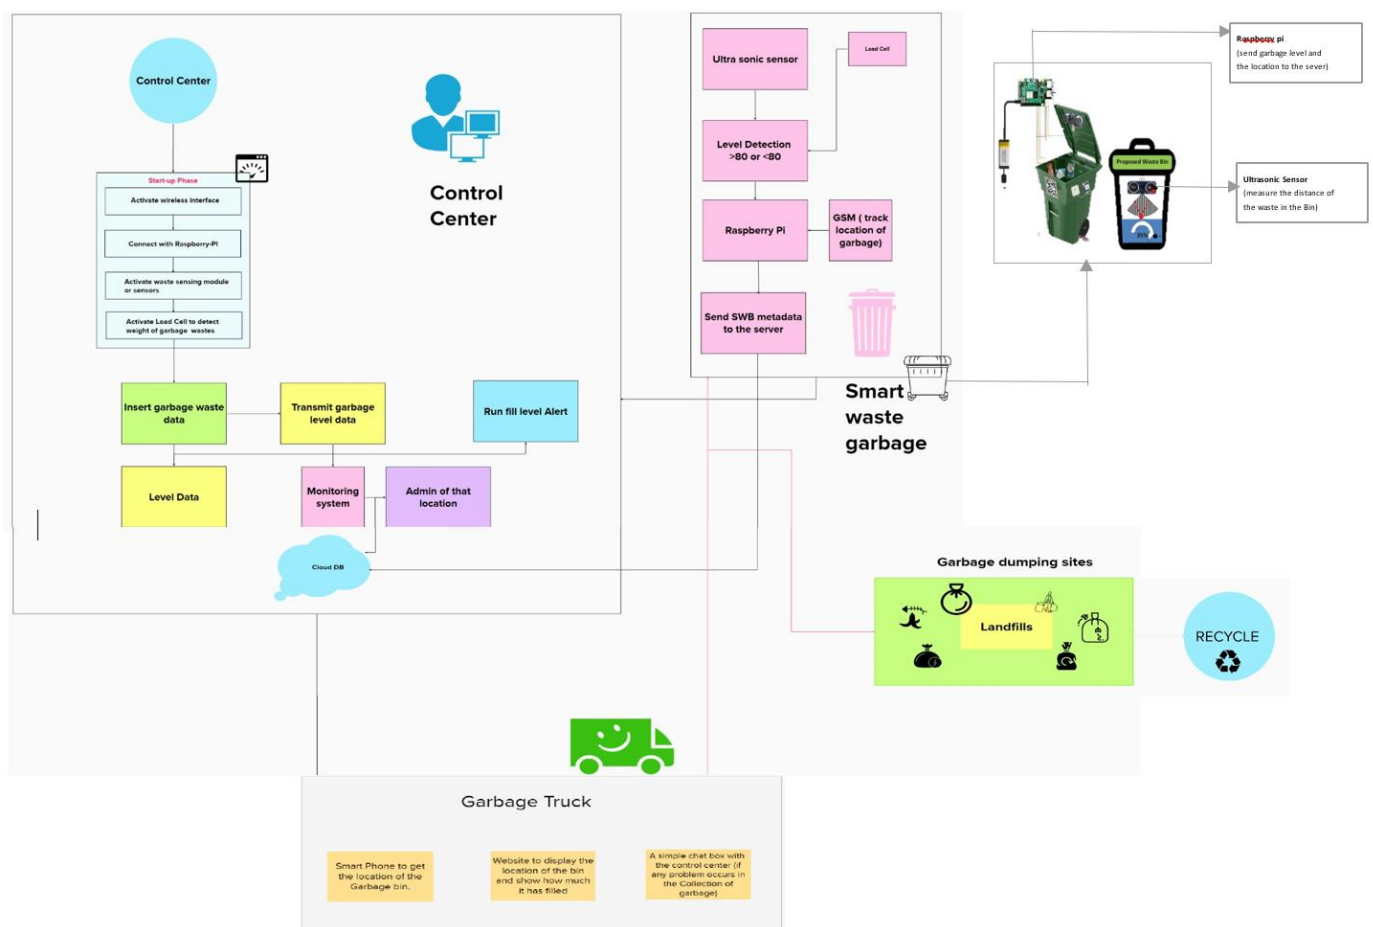 Control Center
Control
Center
Start-up Phase
Activate wireless interface
Connect with Raspberry-PI
Activate waste sensing module
or sensors
Activate Load Cell to detect
weight of garbage wastes
Insert garbage waste
data
Transmit garbage
level data
Run fill level Alert
Level Data
Monitoring
system
Admin of that
location
Cloud DB
Ultra sonic sensor
Load Cell
Level Detection
>80 or <80
Raspberry Pi
GSM ( track
location of
garbage)
Send SWB metadata
to the server
Smart
waste
garbage
Proposed Waste Bin
Raspberry pi
(send garbage level and
the location to the sever)
Ultrasonic Sensor
(measure the distance of
the waste in the Bin)
Garbage dumping sites
Landfills
RECYCLE
Garbage Truck
Smart Phone to get
the location of the
Garbage bin.
Website to display the
location of the bin
and show how much
it has filled
A simple chat box with
the control center (if
any problem occurs in
the Collection of
garbage)